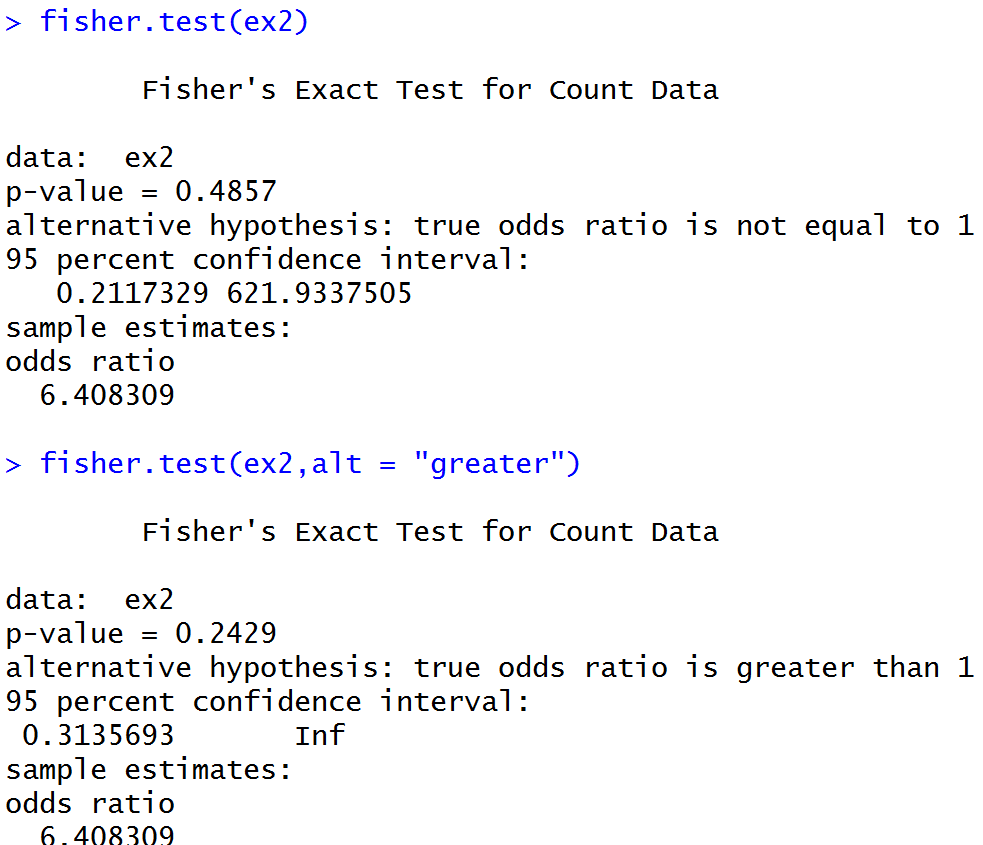 > fisher.test(ex2)
Fisher's Exact Test for Count Data
data:  ex2
p-value = 0.4857
alternative hypothesis: true odds ratio is not equal to 1
95 percent confidence interval:
0.2117329 621.9337505
sample estimates:
odds ratio
6.408309
> fisher.test(ex2,alt = "greater")
Fisher's Exact Test for Count Data
data:  ex2
p-value = 0.2429
alternative hypothesis: true odds ratio is greater than 1
95 percent confidence interval:
0.3135693       Inf
sample estimates:
odds ratio
6.408309